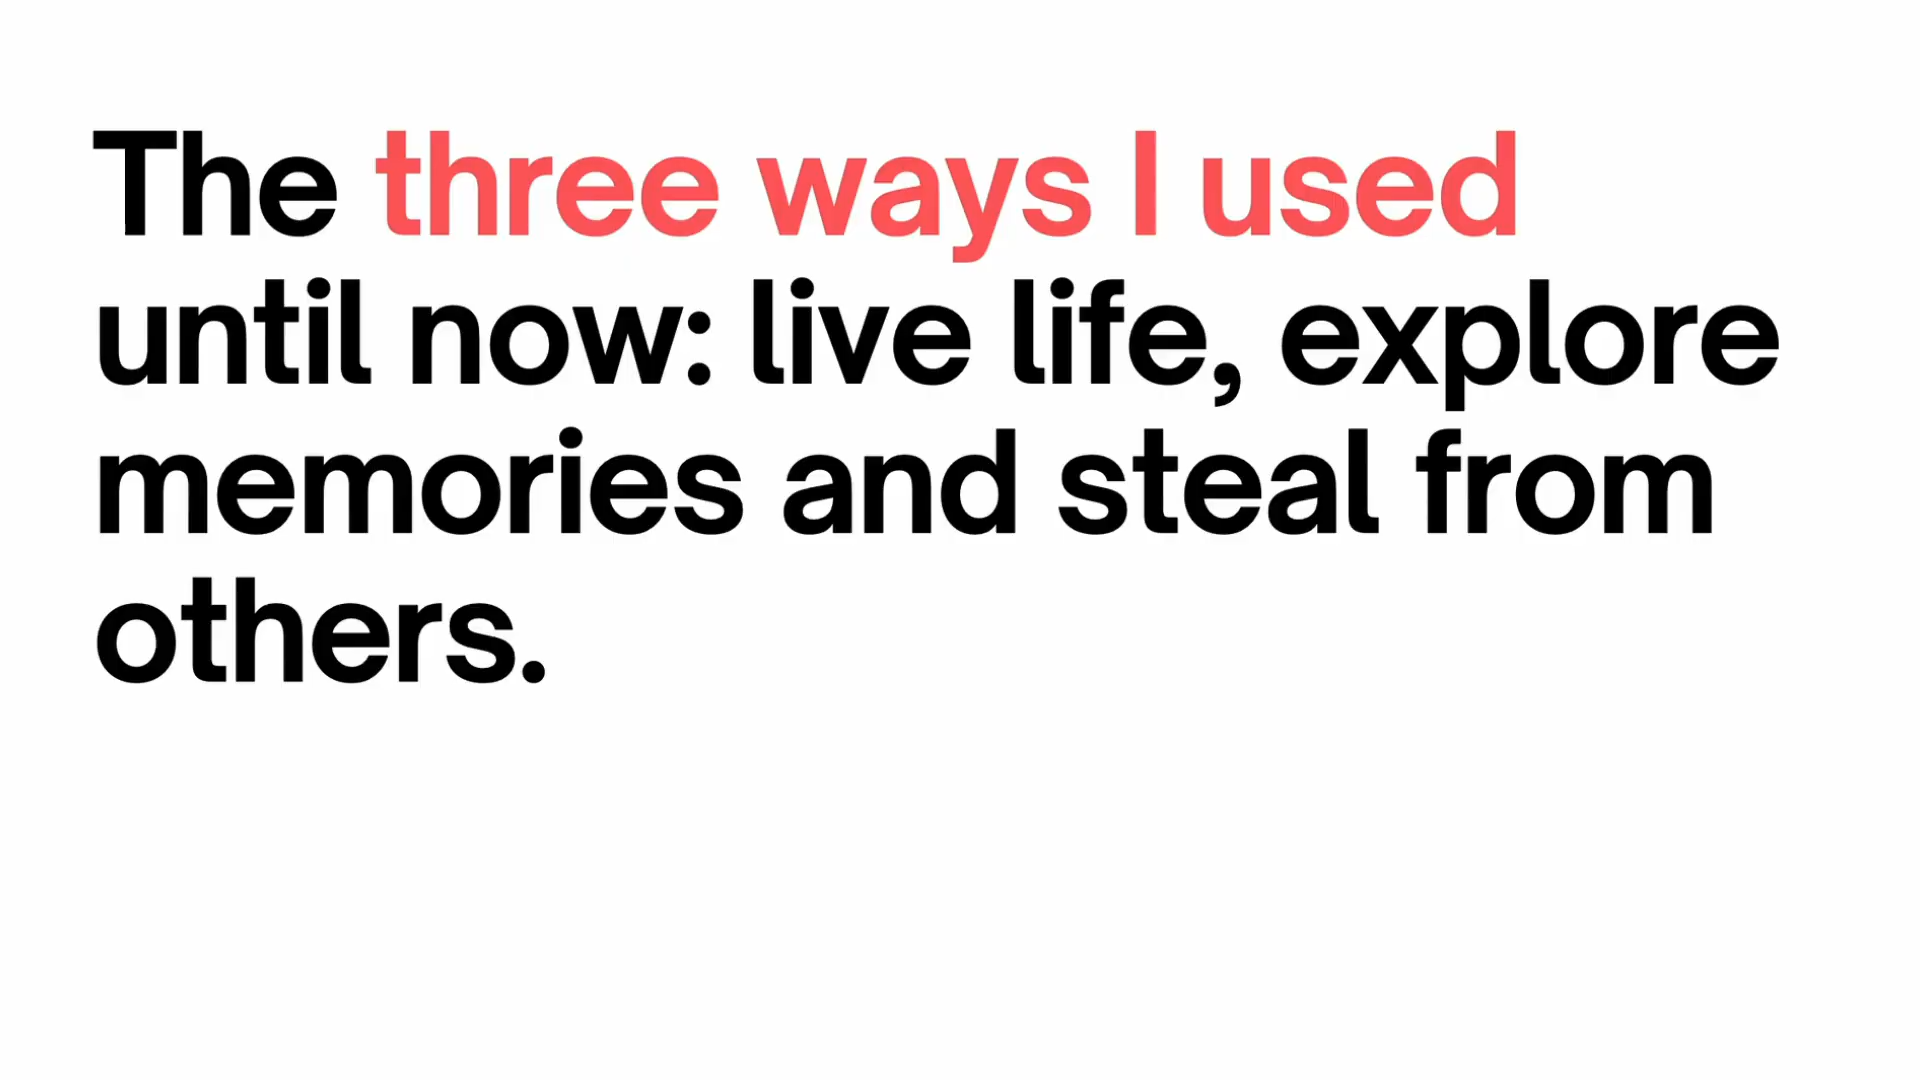 The three ways I used
until now: live life, explore
memories and steal from
others.